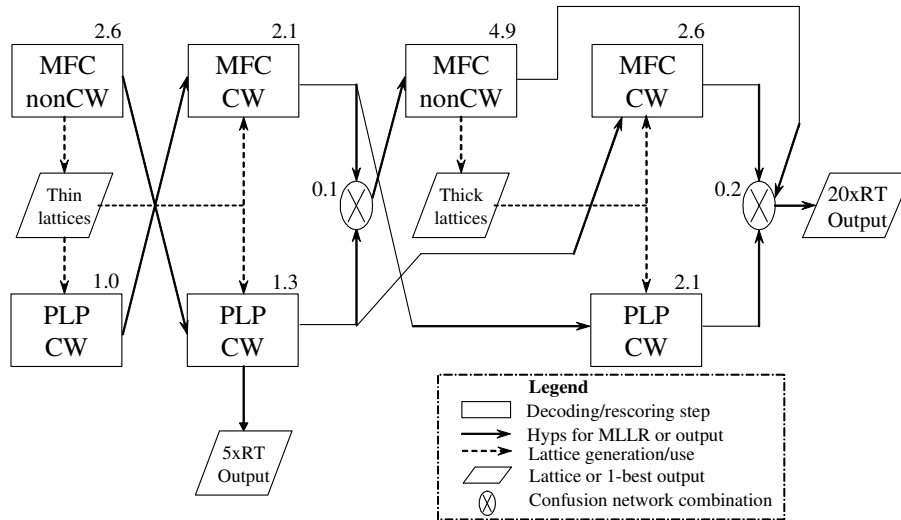 2.6
MFC
nonCW
2.1
MFC
CW
4.9
MFC
nonCW
2.6
MFC
CW
Thin
lattices
0.1
Thick
lattices
0.2
20xRT
Output
1.0
PLP
CW
1.3
PLP
CW
2.1
PLP
CW
5xRT
Output
Legend
Decoding/rescoring step
Hyps for MLLR or output
Lattice generation/use
Lattice or 1-best output
Confusion network combination